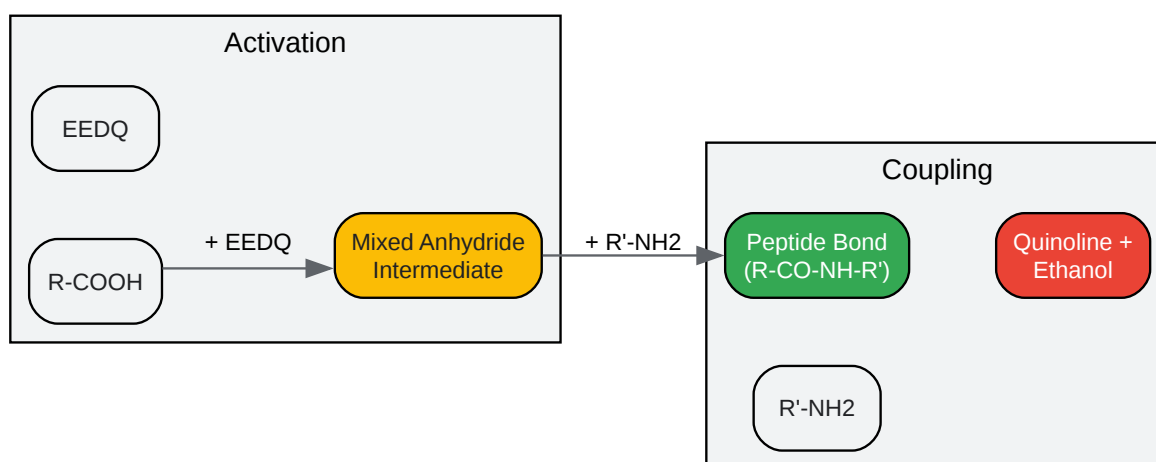 Activation
EEDQ
R-COOH
+ EEDQ
Mixed Anhydride
Intermediate
+ R'-NH2
Coupling
Peptide Bond
(R-CO-NH-R')
Quinoline +
Ethanol
R'-NH2